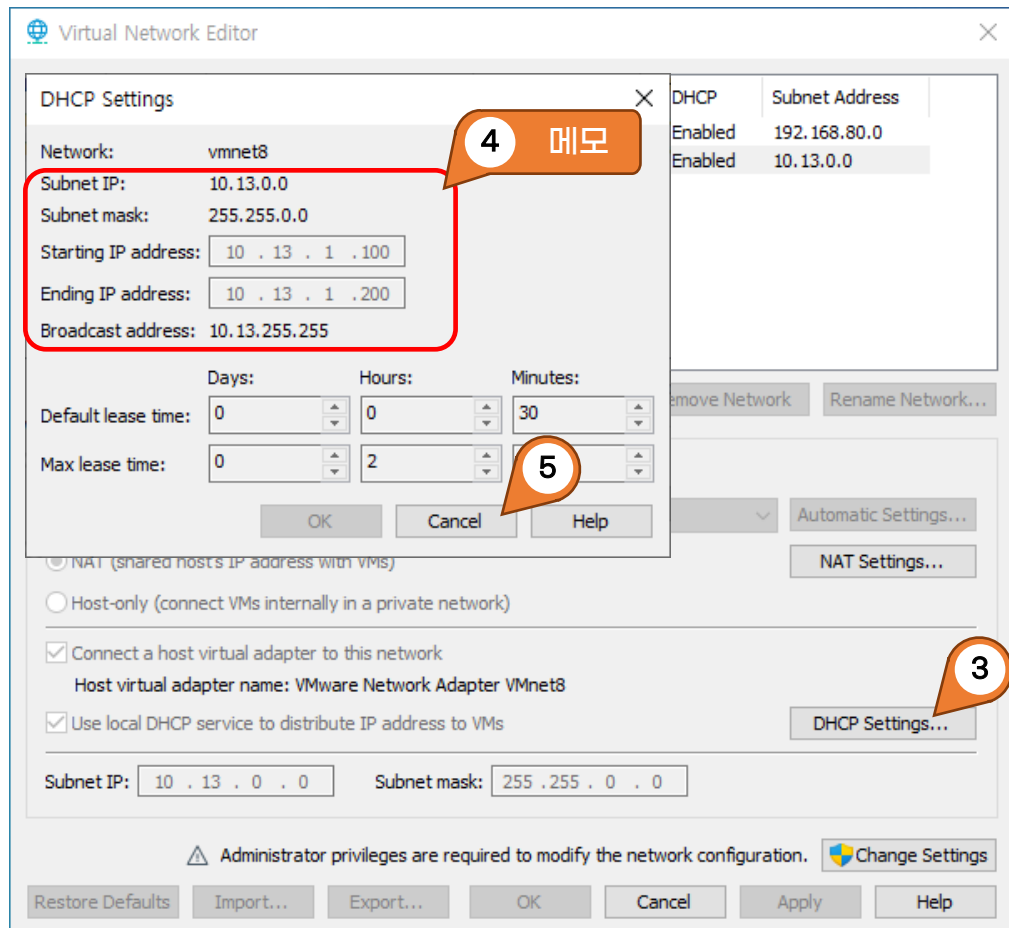 Virtual Network Editor
DHCP Settings
DHCP Subnet Address
Enabled 192.168.80.0
Enabled 10.13.0.0
4 메모
Network: vmnet8
Subnet IP: 10.13.0.0
Subnet mask: 255.255.0.0
Starting IP address: 10 . 13 . 1 . 100
Ending IP address: 10 . 13 . 1 . 200
Broadcast address: 10.13.255.255
Days: Hours: Minutes:
Default lease time: 0 0 30
Max lease time: 0 2
5
OK Cancel Help
emove Network Rename Network...
Automatic Settings...
NAT (shared host's IP address with VMs) NAT Settings...
Host-only (connect VMs internally in a private network)
Connect a host virtual adapter to this network
Host virtual adapter name: VMware Network Adapter VMnet8
3
Use local DHCP service to distribute IP address to VMs DHCP Settings...
Subnet IP: 10 . 13 . 0 . 0 Subnet mask: 255 . 255 . 0 . 0
Administrator privileges are required to modify the network configuration. Change Settings
Restore Defaults Import... Export... OK Cancel Apply Help